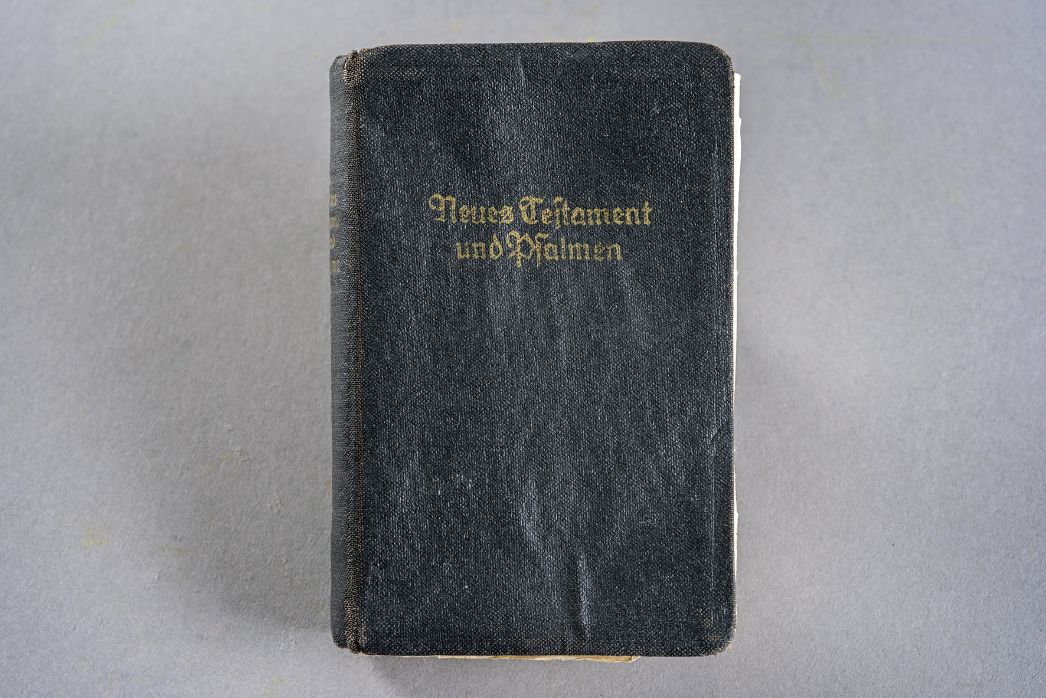 Neues Testament
und Psalmen